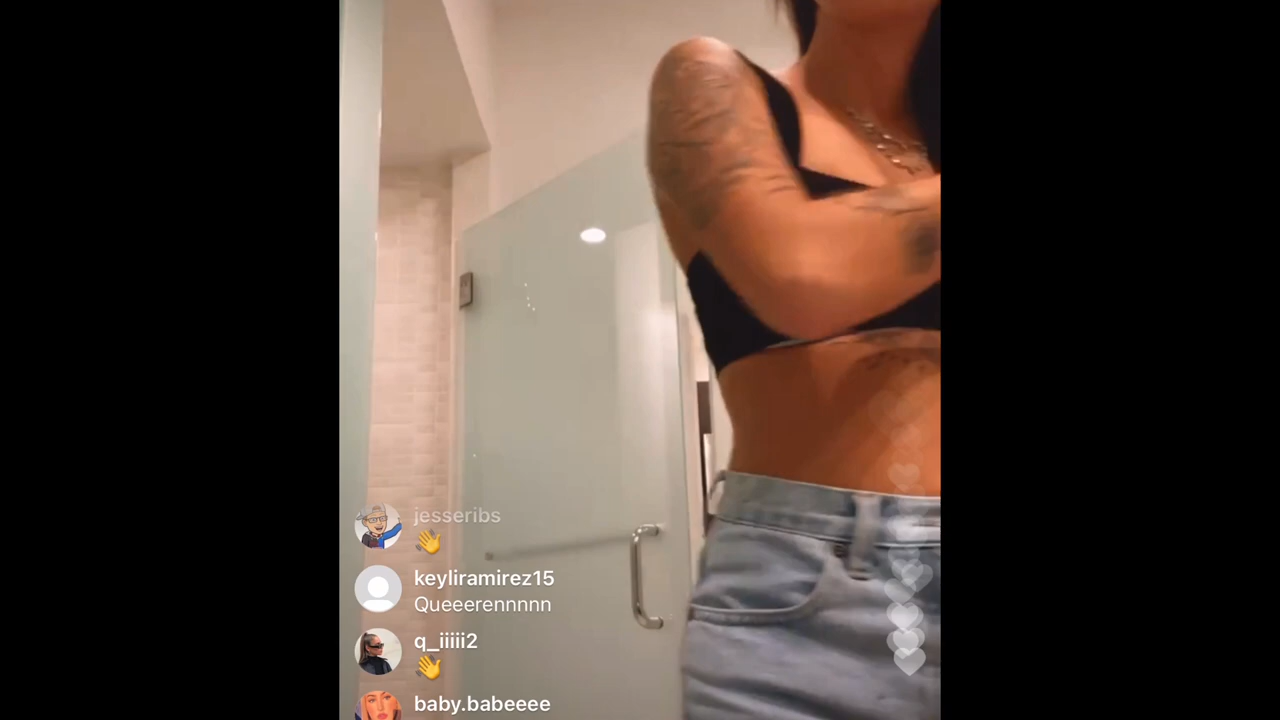 jesseribs
👋
keyliramirez15
Queeerennnnn
q_iiiii2
👋
baby.babeeee